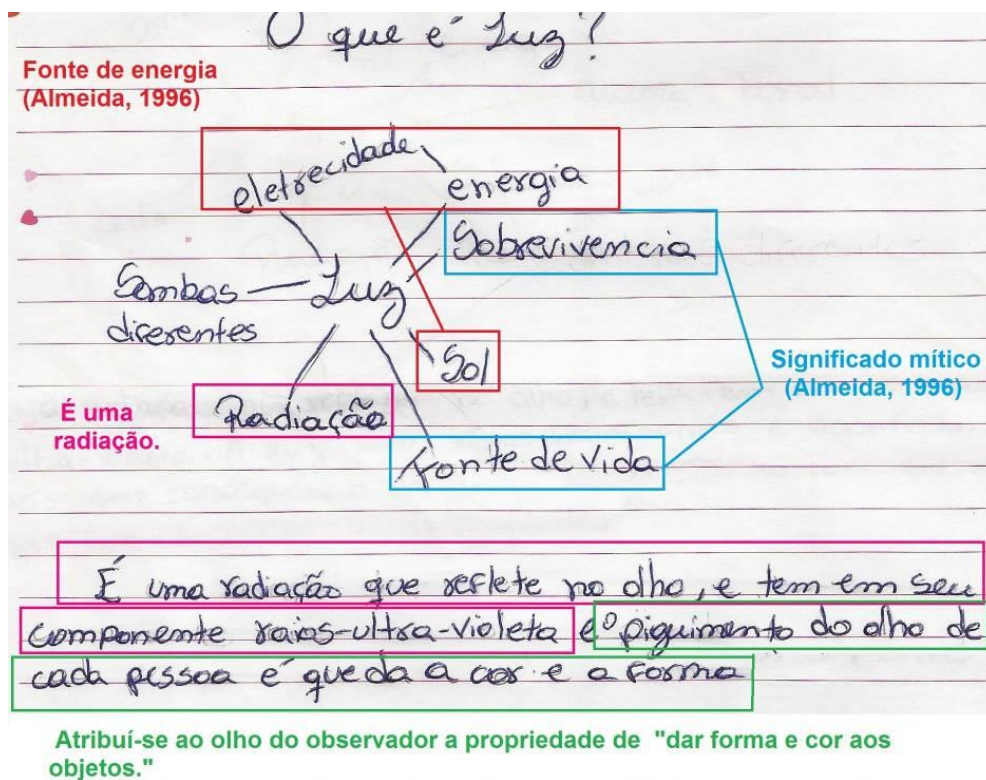 O que é Luz?
Fonte de energia
(Almeida, 1996)
eletrecidade
energia
Sobrevivencia
Sombas
Luz
diferentes
Sol
Significado mítico
(Almeida, 1996)
É uma
radiação.
Radiação
Fonte de vida
É uma radiação que reflete no olho, e tem em seu
componente raios-ultra-violeta e o piguimento do olho de
cada pessoa é que da a cor e a forma
Atribuí-se ao olho do observador a propriedade de "dar forma e cor aos
objetos."